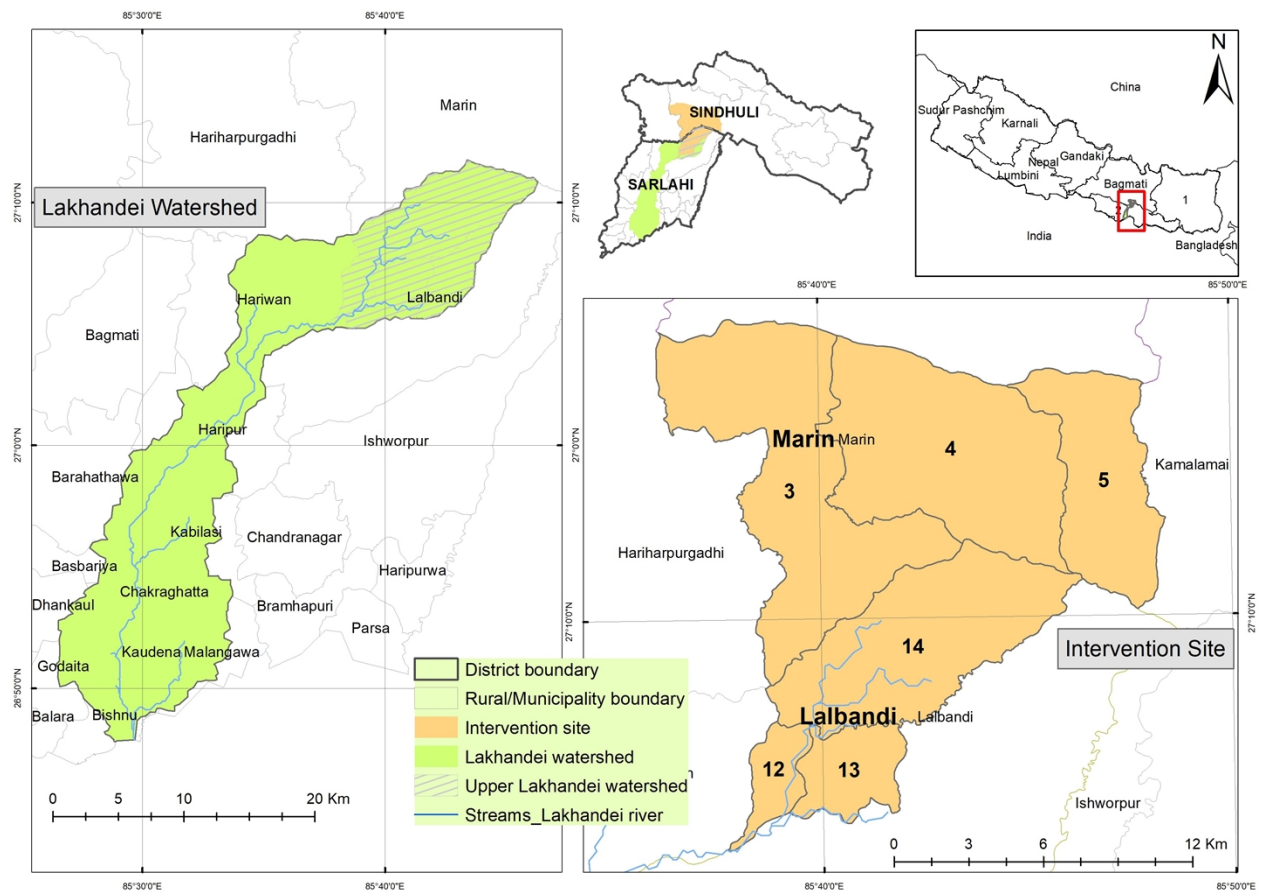 85°30'0"E
85°40'0"E
Marin
Hariharpurgadhi
27°10'0"N
Lakhandei Watershed
Hariwan
Lalbandi
Bagmati
Haripur
Ishworpur
27°0'0"N
Barahathawa
Kabilasi
Chandranagar
Basbariya
Haripurwa
Chakraghatta
Dhankaul
Bramhapuri
Parsa
Kaudena
Malangawa
Godaita
26°50'0"N
Balara
Bishnu
0 5 10 20 Km
85°30'0"E
85°40'0"E
SINDHULI
SARLAHI
N
China
Sudur Pashchim
Karnali
Nepal
Gandaki
Lumbini
Bagmati
2
1
India
Bangladesh
85°40'0"E
85°50'0"E
Marin
Marin
4
3
5
Kamalamai
27°0'0"N
Hariharpurgadhi
27°10'0"N
27°10'0"N
14
Intervention Site
Lalbandi
Lalbandi
12
13
Ishworpur
0 3 6 12 Km
85°40'0"E
85°50'0"E
District boundary
Rural/Municipality boundary
Intervention site
Lakhandei watershed
Upper Lakhandei watershed
Streams_Lakhandei river